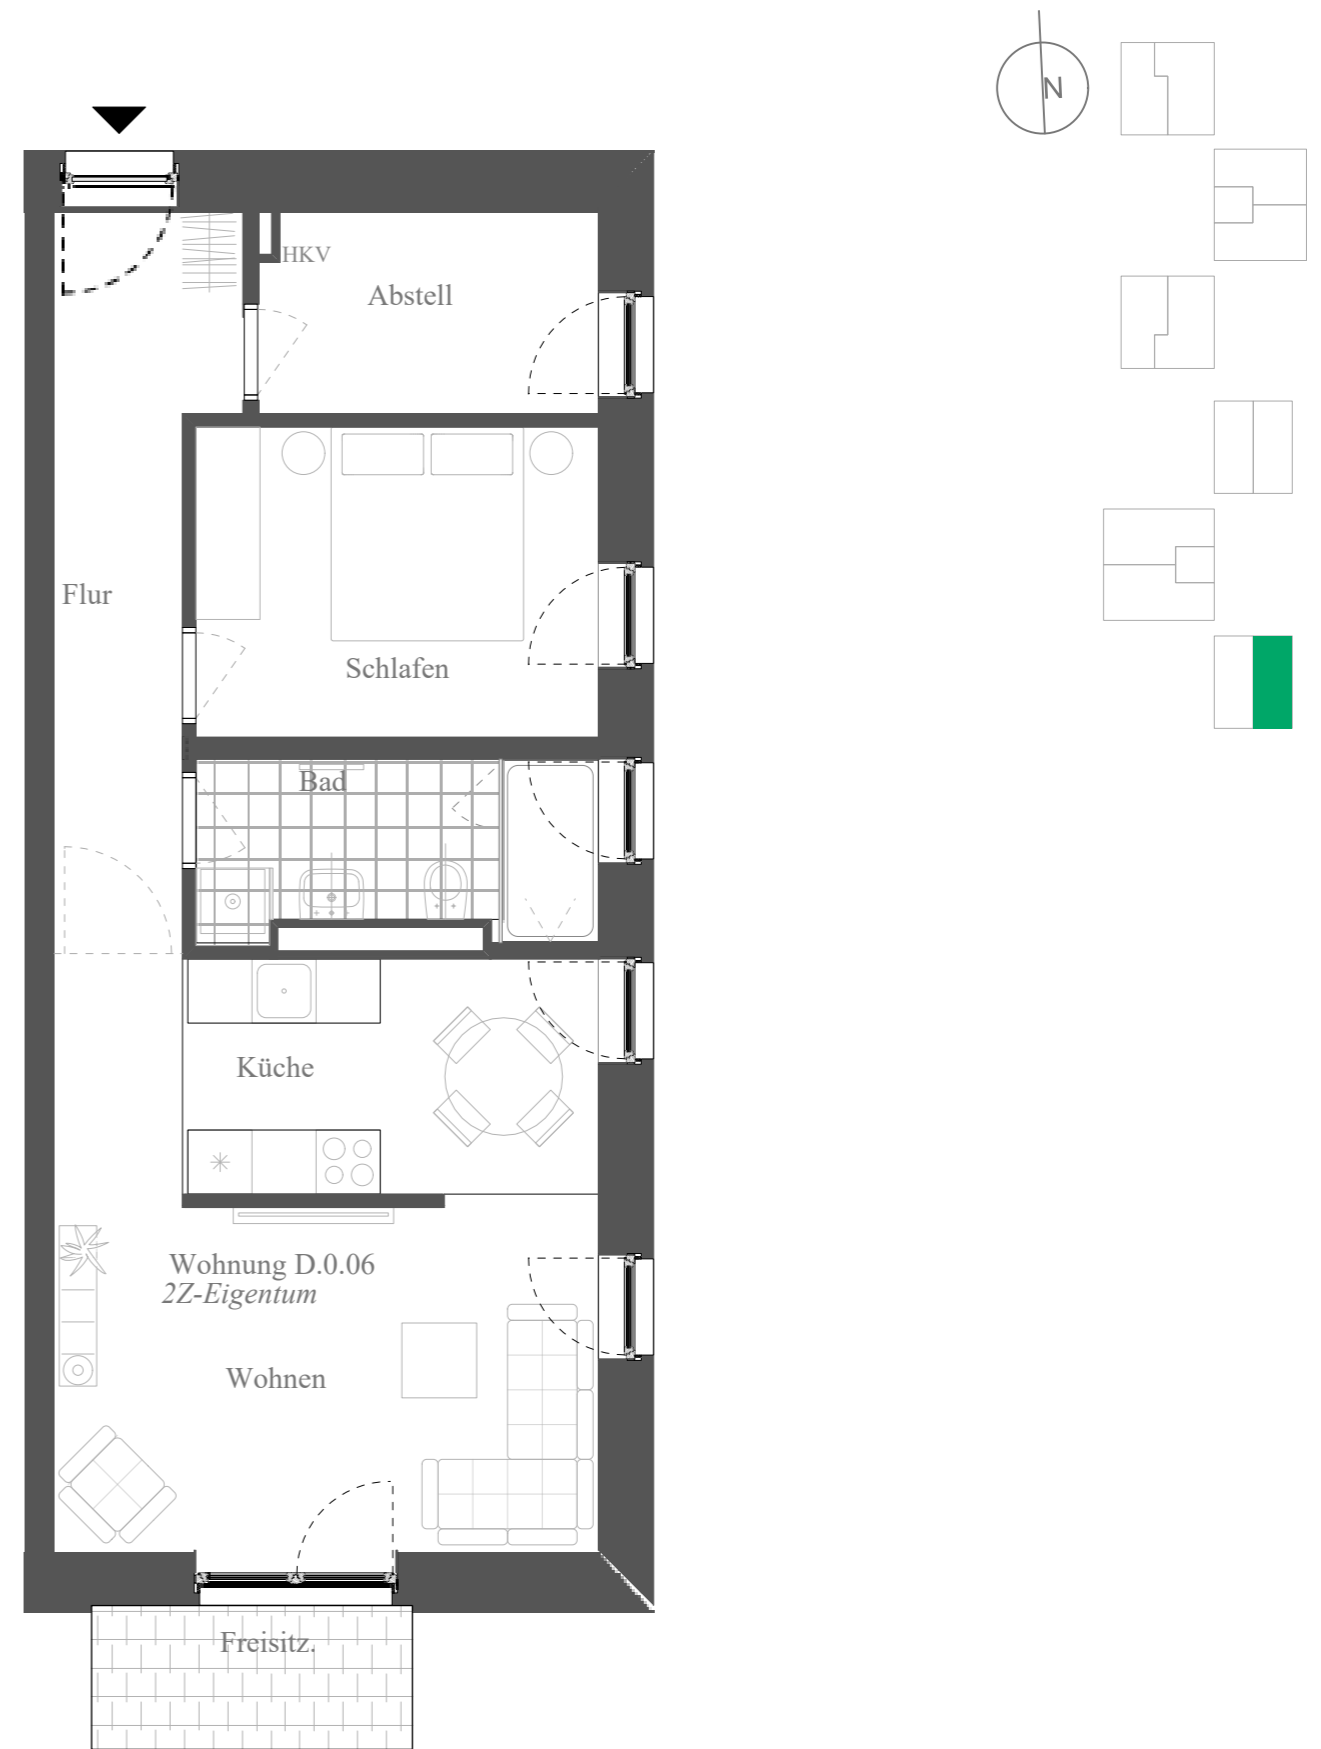 N
HKV
Abstell
Flur
Schlafen
Bad
Küche
Wohnung D.0.06
2Z-Eigentum
Wohnen
Freisitz.